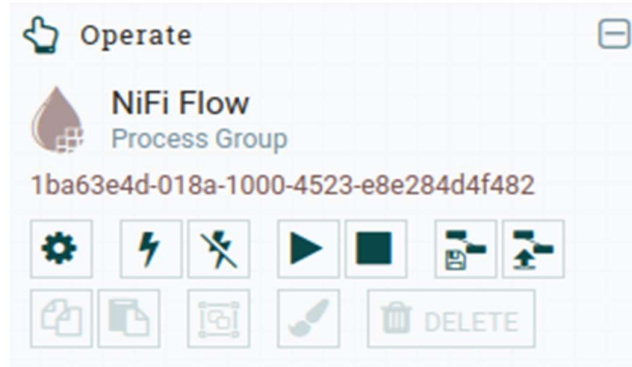 Operate
NiFi Flow
Process Group
1ba63e4d-018a-1000-4523-e8e284d4f482
DELETE